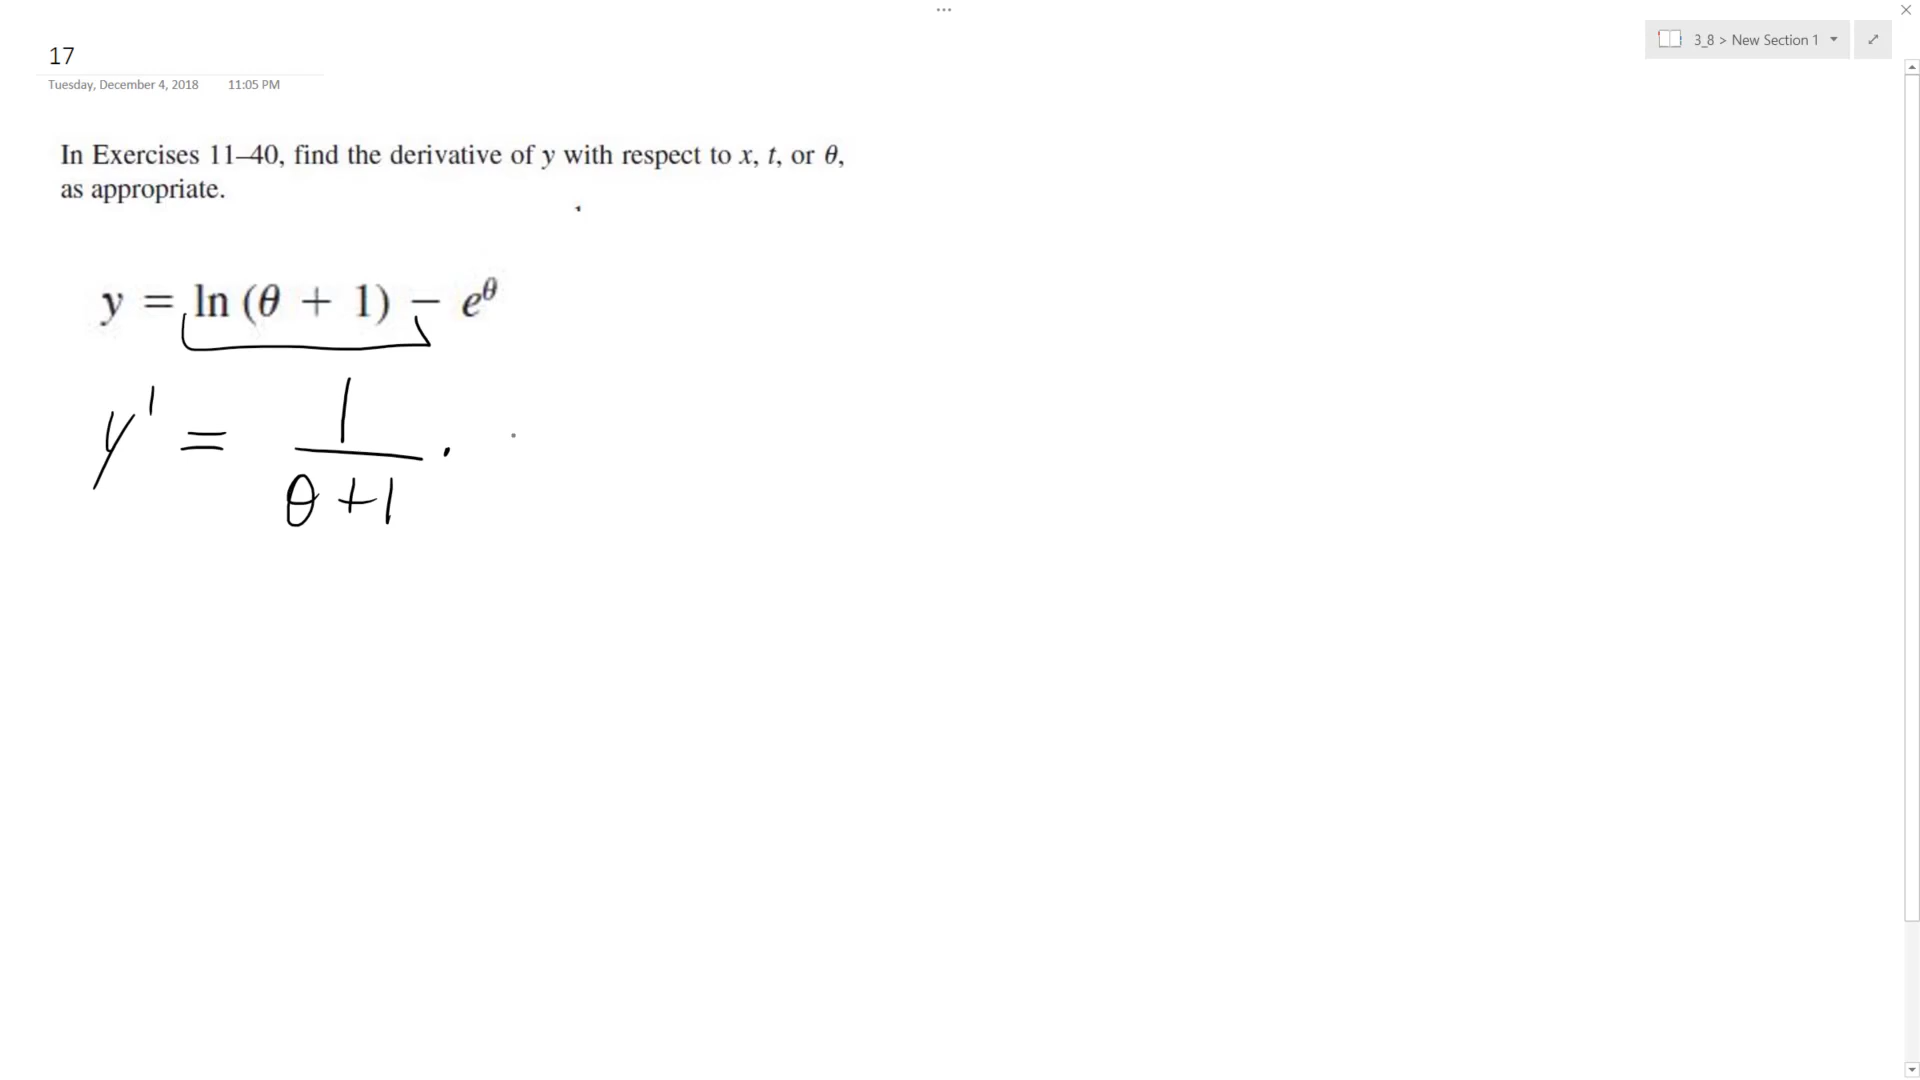 ...
3_8 > New Section 1
17
Tuesday, December 4, 2018 11:05 PM
In Exercises 11–40, find the derivative of y with respect to x, t, or θ,
as appropriate.
y = ln (θ + 1) − e^θ
y' = 1/(θ+1) ·